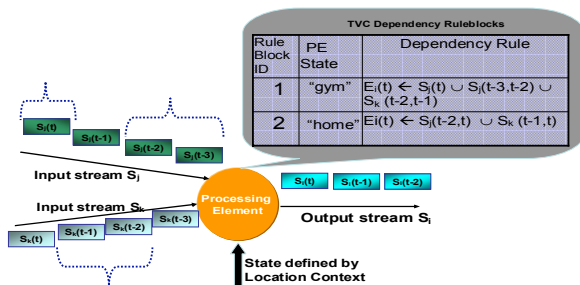 TVC Dependency Ruleblocks
Rule Block ID
PE State
Dependency Rule
1
"gym"
Eᵢ(t) ← Sⱼ(t) ∪ Sⱼ(t-3,t-2) ∪
Sₖ (t-2,t-1)
2
"home"
Ei(t) ← Sⱼ(t-2,t) ∪ Sₖ (t-1,t)
Sⱼ(t)
Sⱼ(t-1)
Sⱼ(t-2)
Sⱼ(t-3)
Input stream Sⱼ
Input stream Sₖ
Sₖ(t)
Sₖ(t-1)
Sₖ(t-2)
Sₖ(t-3)
Processing
Element
Sᵢ(t)
Sᵢ(t-1)
Sᵢ(t-2)
Output stream Sᵢ
State defined by
Location Context